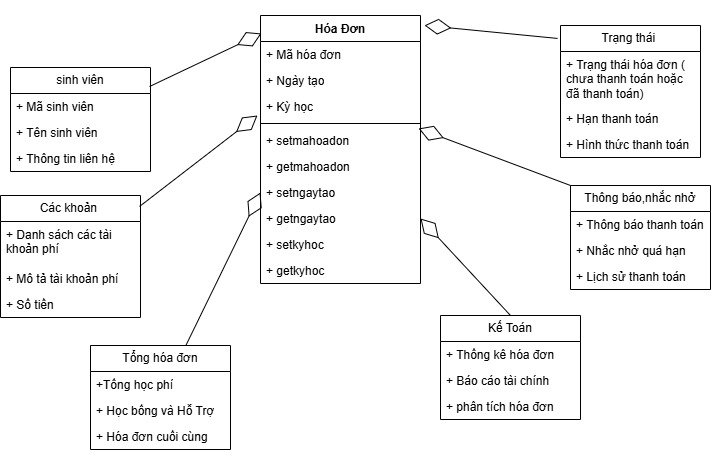 Hóa Đơn
+ Mã hóa đơn
+ Ngày tạo
+ Kỳ học
+ setmahoadon
+ getmahoadon
+ setngaytao
+ getngaytao
+ setkyhoc
+ getkyhoc
sinh viên
+ Mã sinh viên
+ Tên sinh viên
+ Thông tin liên hệ
Trạng thái
+ Trạng thái hóa đơn (
chưa thanh toán hoặc
đã thanh toán)
+ Hạn thanh toán
+ Hình thức thanh toán
Các khoản
+ Danh sách các tài
khoản phí
+ Mô tả tài khoản phí
+ Số tiền
Thông báo,nhắc nhở
+ Thông báo thanh toán
+ Nhắc nhở quá hạn
+ Lịch sử thanh toán
Tổng hóa đơn
+Tổng học phí
+ Học bổng và Hỗ Trợ
+ Hóa đơn cuối cùng
Kế Toán
+ Thống kê hóa đơn
+ Báo cáo tài chính
+ phân tích hóa đơn